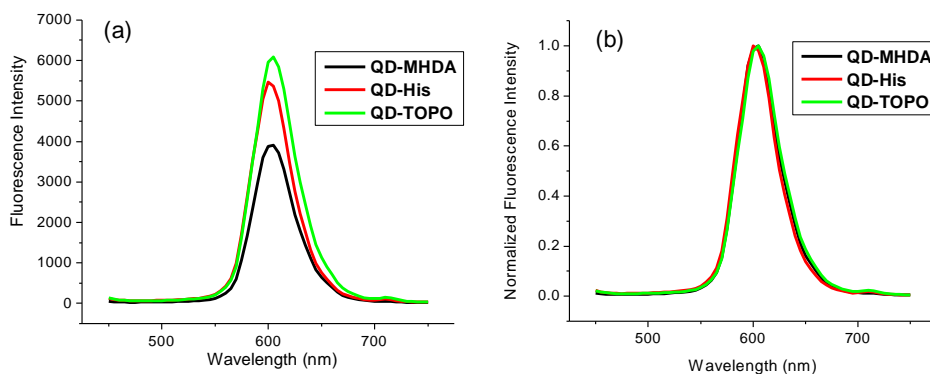 (a)
QD-MHDA
QD-His
QD-TOPO
Fluorescence Intensity
7000
6000
5000
4000
3000
2000
1000
0
500
600
700
Wavelength (nm)
(b)
QD-MHDA
QD-His
QD-TOPO
Normalized Fluorescence Intensity
1.0
0.8
0.6
0.4
0.2
0.0
500
600
700
Wavelength (nm)